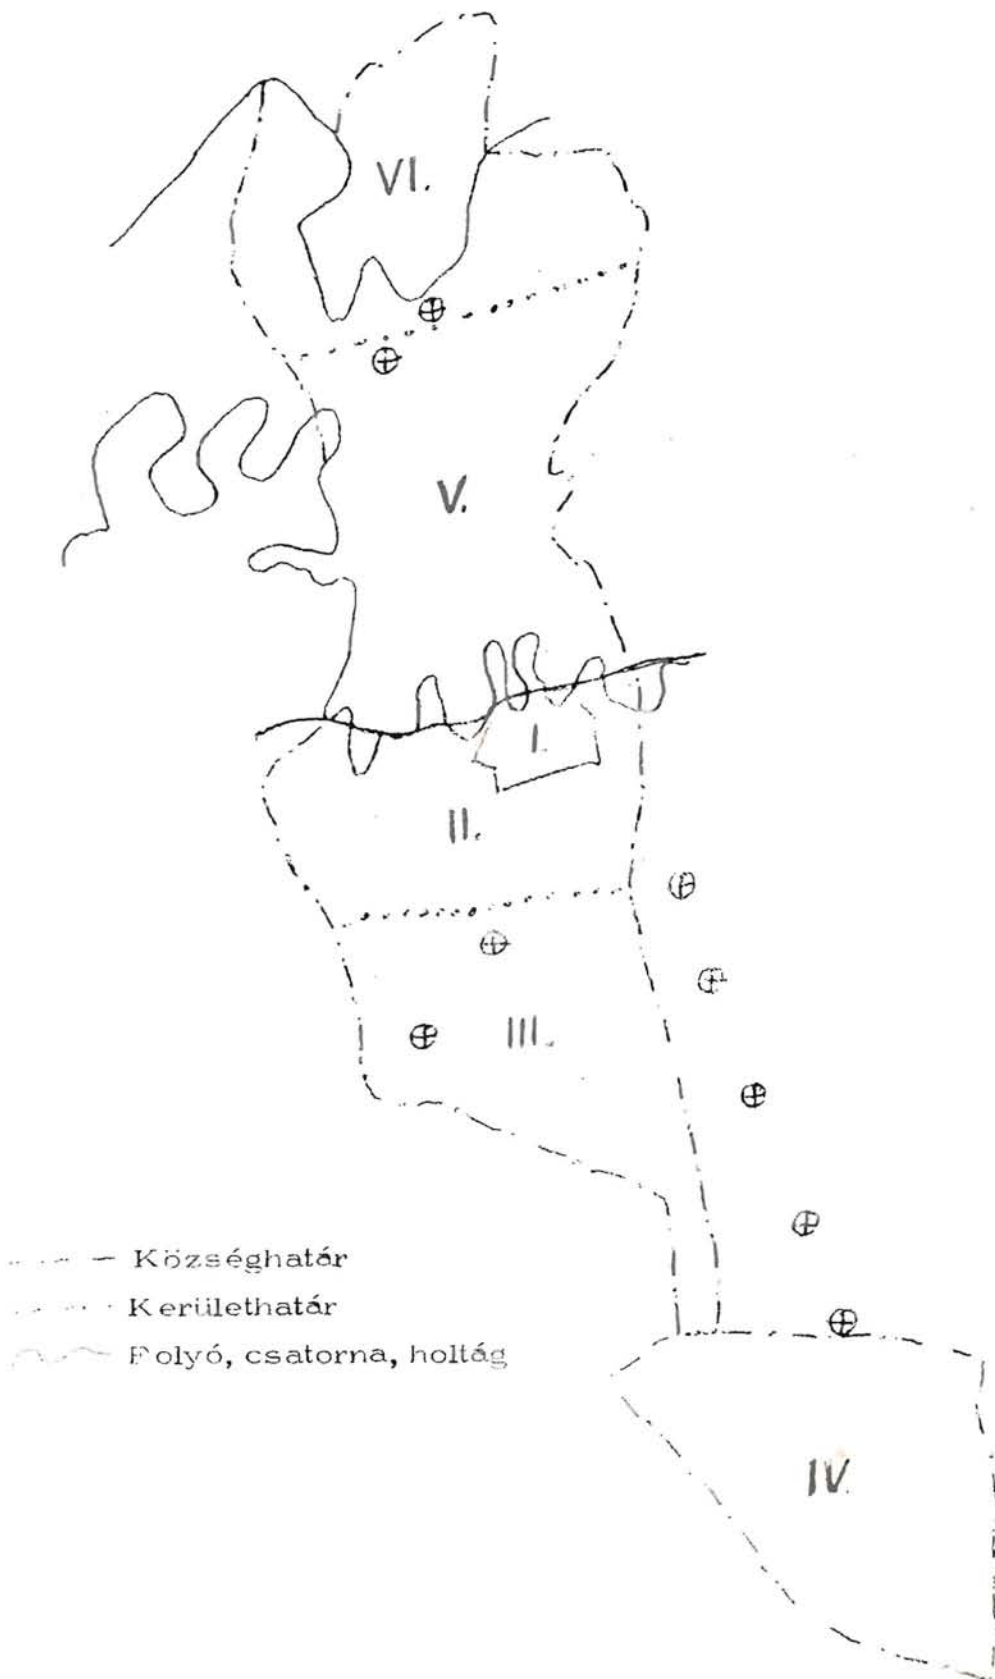 VI.
V.
I.
II.
III.
Községhatár
Kerülethatár
Folyó, csatorna, holtág
IV.